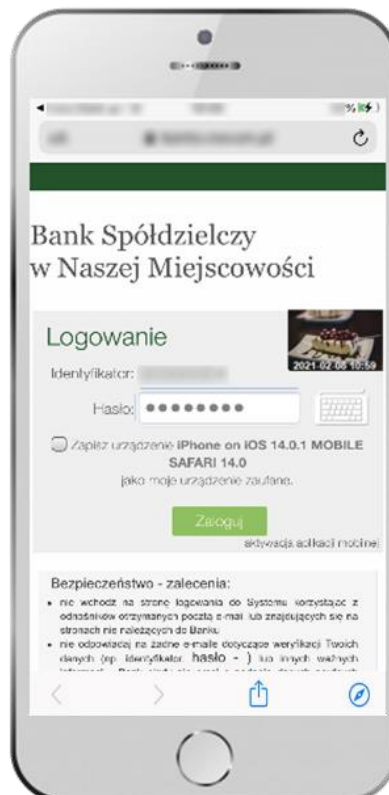 Bank Spółdzielczy
w Naszej Miejscowości
Logowanie
2021-02-08 10:59
Identyfikator:
Hasło:
Zapisz urządzenie iPhone on iOS 14.0.1 MOBILE
SAFARI 14.0
jako moje urządzenie zaufane.
Zaloguj
aktywacja aplikacji mobilnej
Bezpieczeństwo - zalecenia:
nie wchodź na stronę logowania do Systemu korzystając z
odnośników otrzymanych pocztą e-mail lub znajdujących się na
stronach nie należących do Banku
nie odpowiadaj na żadne e-maile dotyczące weryfikacji Twoich
danych (np. identyfikator, hasło - ) lub innych ważnych